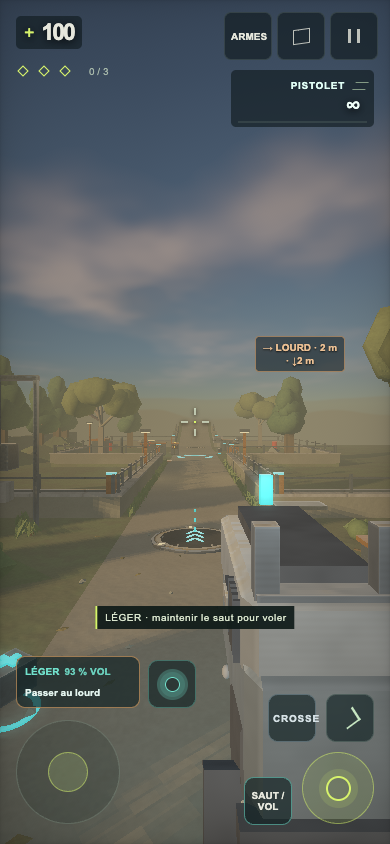 + 100
ARMES
0 / 3
PISTOLET
∞
→ LOURD · 2 m
· ↓2 m
LÉGER · maintenir le saut pour voler
LÉGER 93 % VOL
Passer au lourd
CROSSE
SAUT /
VOL